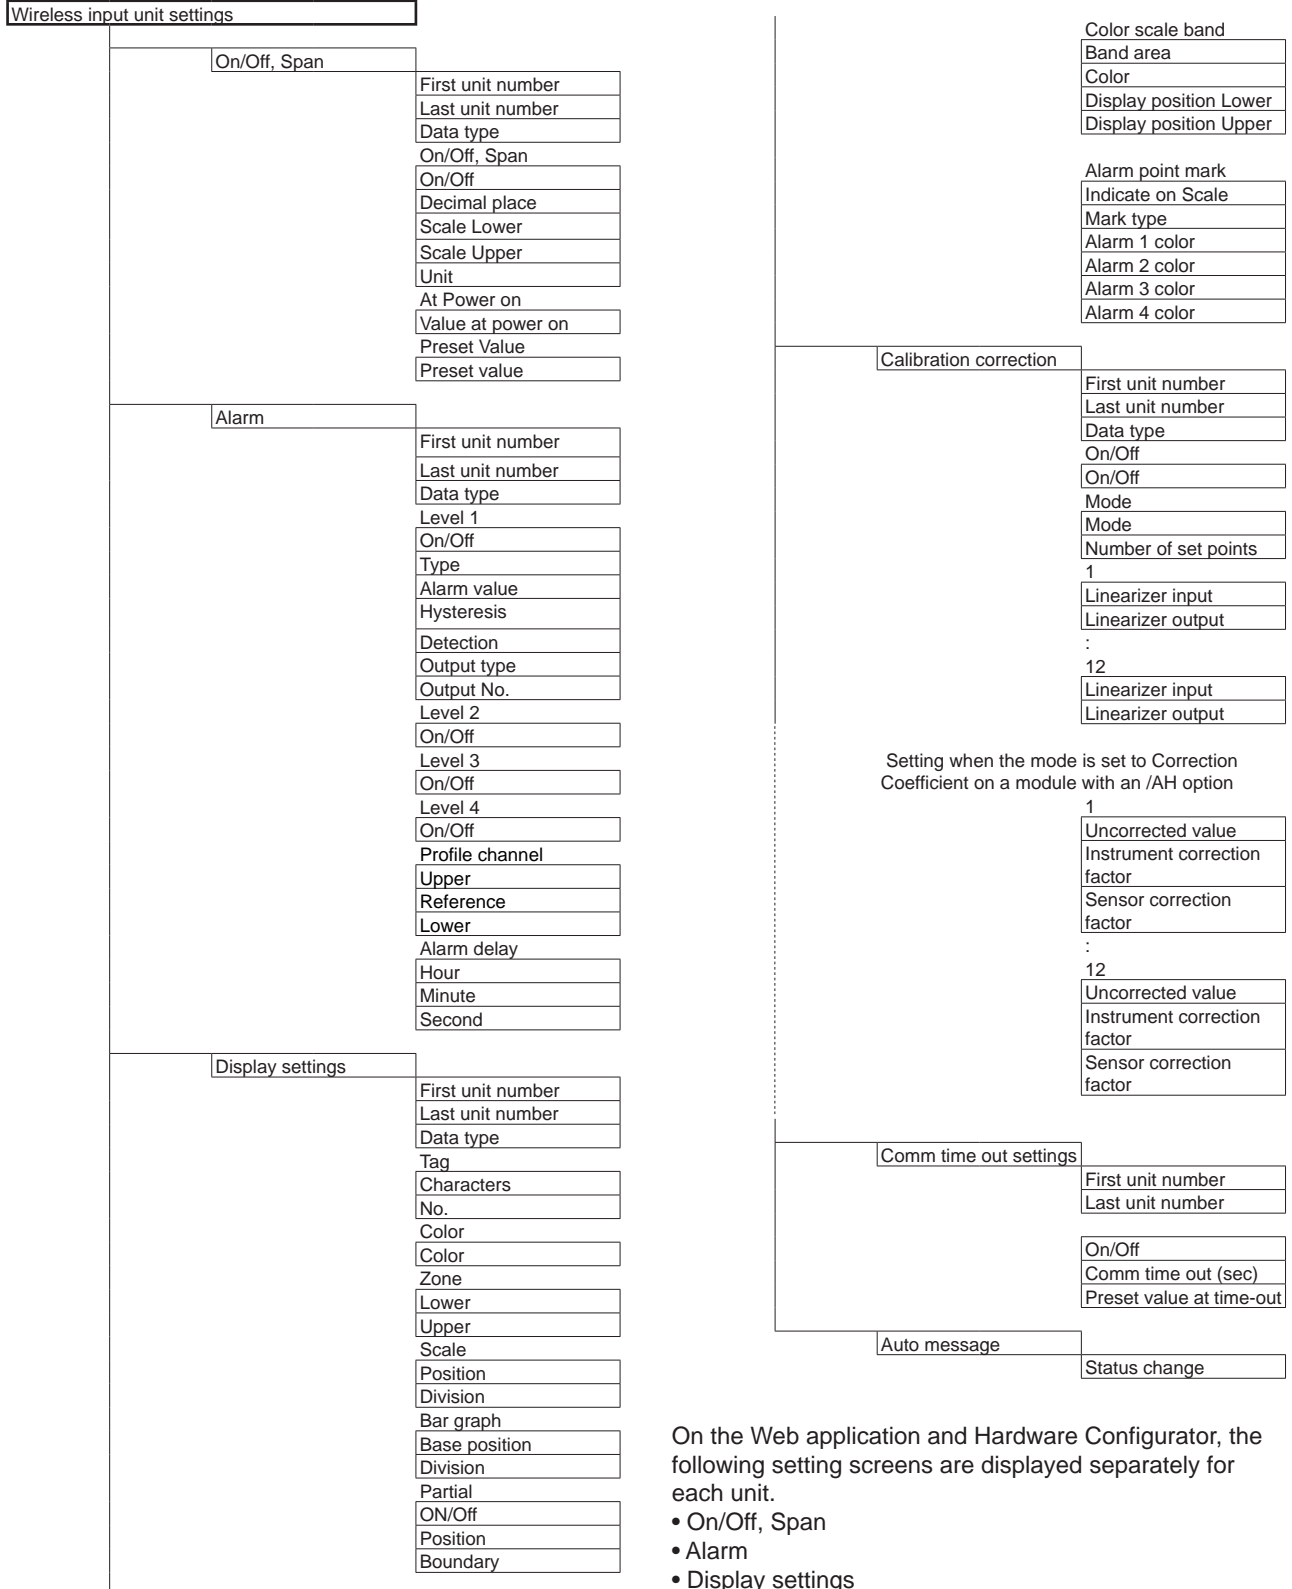 Wireless input unit settings
On/Off, Span
First unit number
Last unit number
Data type
On/Off, Span
On/Off
Decimal place
Scale Lower
Scale Upper
Unit
At Power on
Value at power on
Preset Value
Preset value
Alarm
First unit number
Last unit number
Data type
Level 1
On/Off
Type
Alarm value
Hysteresis
Detection
Output type
Output No.
Level 2
On/Off
Level 3
On/Off
Level 4
On/Off
Profile channel
Upper
Reference
Lower
Alarm delay
Hour
Minute
Second
Display settings
First unit number
Last unit number
Data type
Tag
Characters
No.
Color
Color
Zone
Lower
Upper
Scale
Position
Division
Bar graph
Base position
Division
Partial
ON/Off
Position
Boundary
Color scale band
Band area
Color
Display position Lower
Display position Upper
Alarm point mark
Indicate on Scale
Mark type
Alarm 1 color
Alarm 2 color
Alarm 3 color
Alarm 4 color
Calibration correction
First unit number
Last unit number
Data type
On/Off
On/Off
Mode
Mode
Number of set points
1
Linearizer input
Linearizer output
:
12
Linearizer input
Linearizer output
Setting when the mode is set to Correction
Coefficient on a module with an /AH option
1
Uncorrected value
Instrument correction
factor
Sensor correction
factor
:
12
Uncorrected value
Instrument correction
factor
Sensor correction
factor
Comm time out settings
First unit number
Last unit number
On/Off
Comm time out (sec)
Preset value at time-out
Auto message
Status change
On the Web application and Hardware Configurator, the
following setting screens are displayed separately for
each unit.
• On/Off, Span
• Alarm
• Display settings